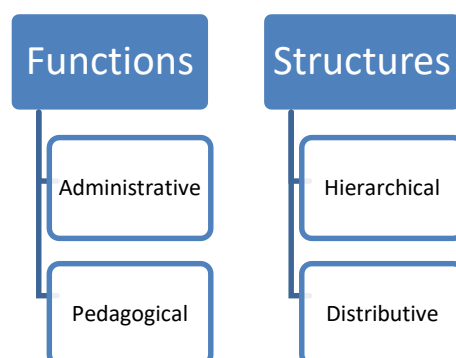 Functions
Administrative
Pedagogical
Structures
Hierarchical
Distributive